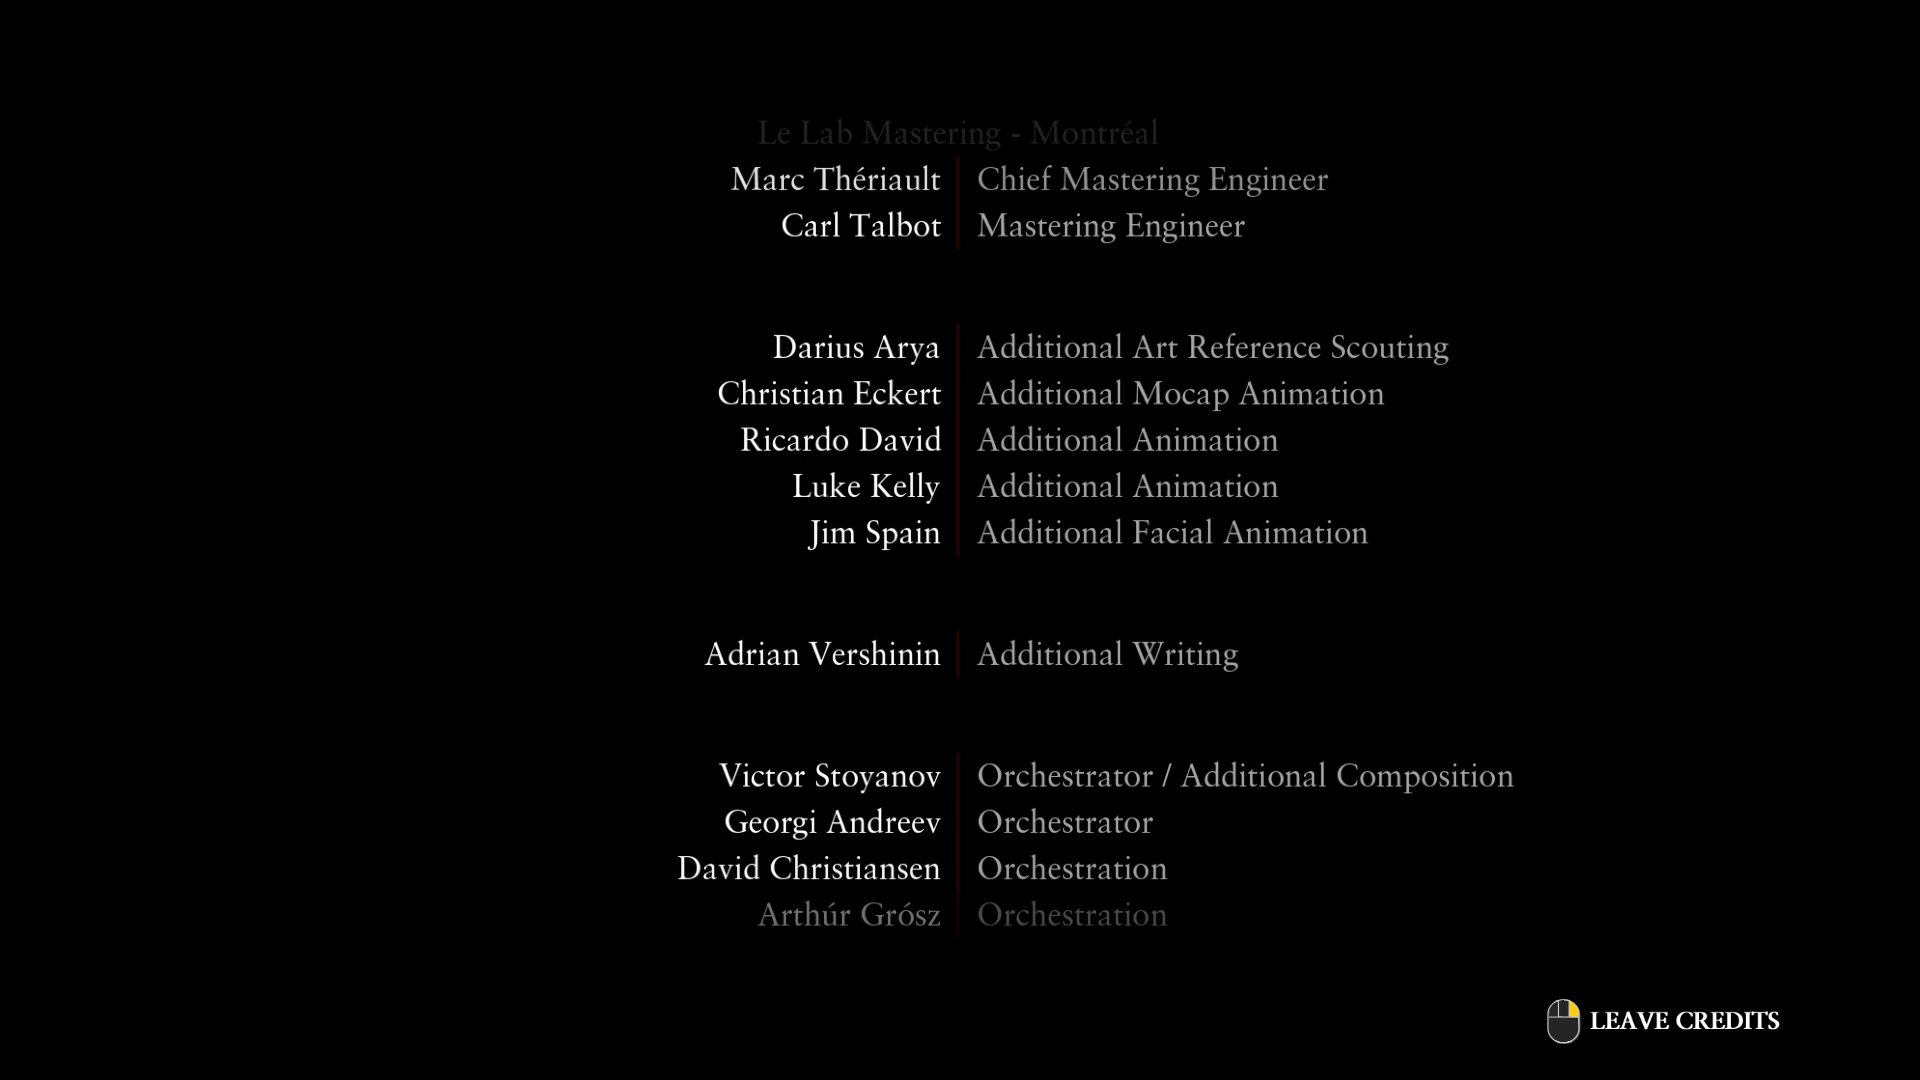 Le Lab Mastering - Montréal
Marc Thériault Chief Mastering Engineer
Carl Talbot Mastering Engineer
Darius Arya Additional Art Reference Scouting
Christian Eckert Additional Mocap Animation
Ricardo David Additional Animation
Luke Kelly Additional Animation
Jim Spain Additional Facial Animation
Adrian Vershinin Additional Writing
Victor Stoyanov Orchestrator / Additional Composition
Georgi Andreev Orchestrator
David Christiansen Orchestration
Arthúr Grósz Orchestration
LEAVE CREDITS